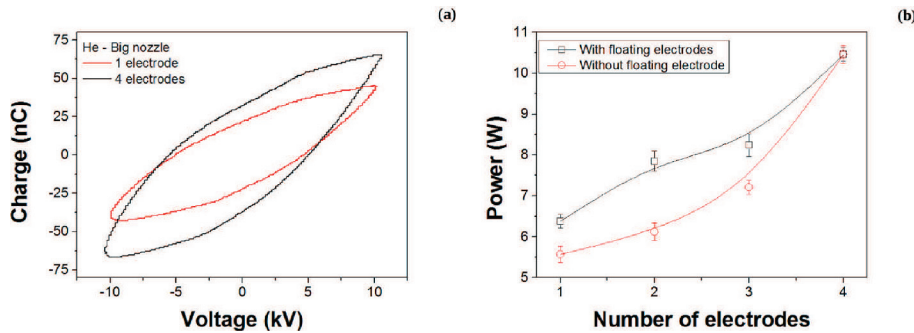 (a)
He - Big nozzle
1 electrode
4 electrodes
Charge (nC)
75
50
25
0
-25
-50
-75
-10
-5
0
5
10
Voltage (kV)
(b)
With floating electrodes
Without floating electrode
Power (W)
11
10
9
8
7
6
5
1
2
3
4
Number of electrodes